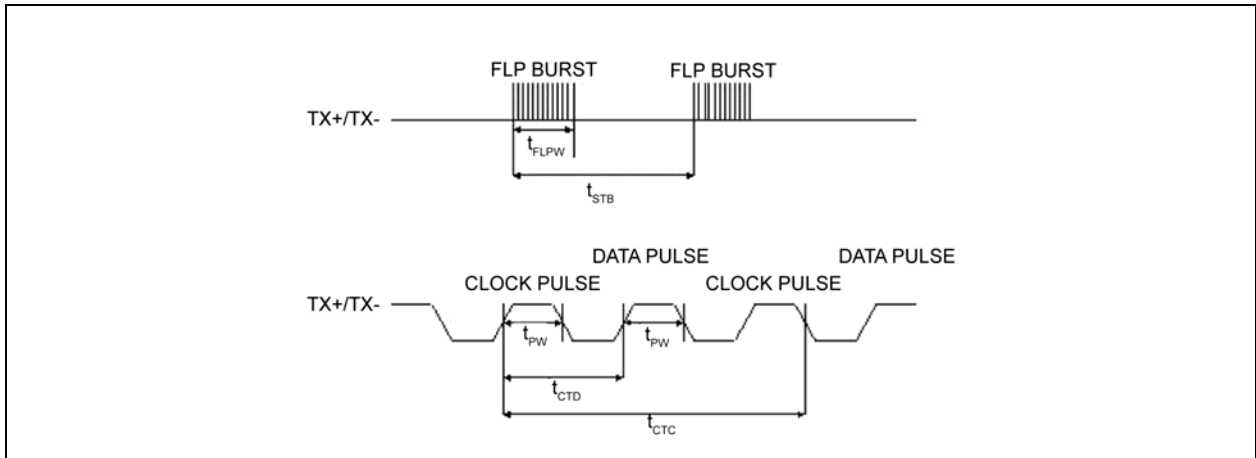 FLP BURST FLP BURST
TX+/TX-
tFLPW
tSTB
DATA PULSE DATA PULSE
CLOCK PULSE CLOCK PULSE
TX+/TX-
tPW tPW
tCTD
tCTC